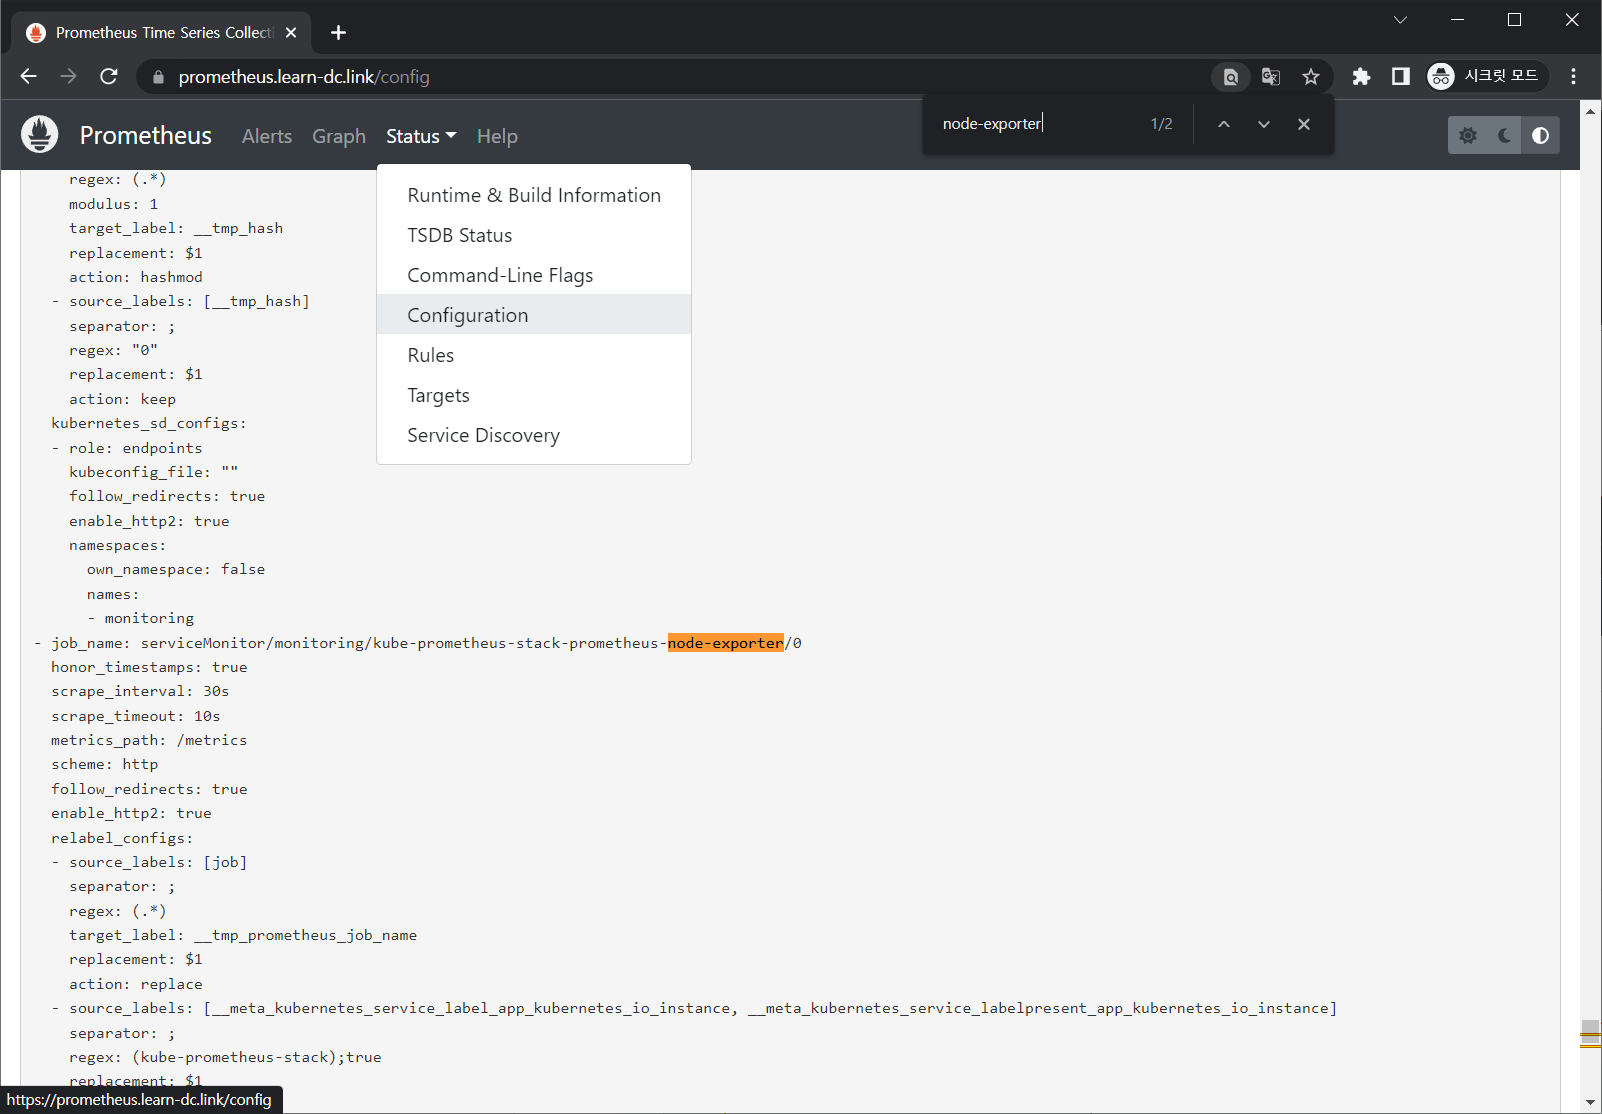 Prometheus Time Series Collecti
prometheus.learn-dc.link/config
시크릿 모드
Prometheus Alerts Graph Status Help
node-exporter 1/2
Runtime & Build Information
TSDB Status
Command-Line Flags
Configuration
Rules
Targets
Service Discovery
regex: (.*)
modulus: 1
target_label: __tmp_hash
replacement: $1
action: hashmod
- source_labels: [__tmp_hash]
separator: ;
regex: "0"
replacement: $1
action: keep
kubernetes_sd_configs:
- role: endpoints
kubeconfig_file: ""
follow_redirects: true
enable_http2: true
namespaces:
own_namespace: false
names:
- monitoring
- job_name: serviceMonitor/monitoring/kube-prometheus-stack-prometheus-node-exporter/0
honor_timestamps: true
scrape_interval: 30s
scrape_timeout: 10s
metrics_path: /metrics
scheme: http
follow_redirects: true
enable_http2: true
relabel_configs:
- source_labels: [job]
separator: ;
regex: (.*)
target_label: __tmp_prometheus_job_name
replacement: $1
action: replace
- source_labels: [__meta_kubernetes_service_label_app_kubernetes_io_instance, __meta_kubernetes_service_labelpresent_app_kubernetes_io_instance]
separator: ;
regex: (kube-prometheus-stack);true
replacement: $1
https://prometheus.learn-dc.link/config